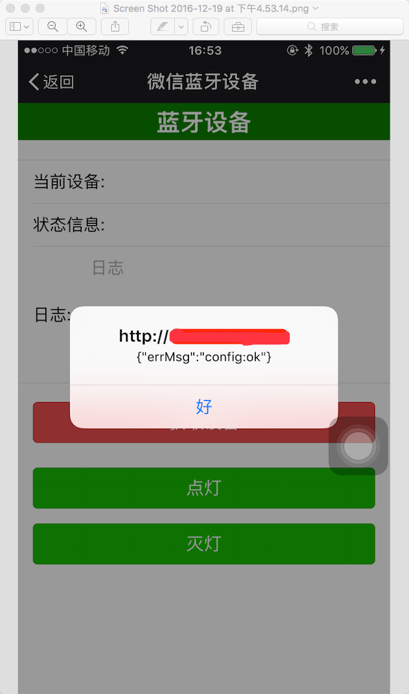 Screen Shot 2016-12-19 at 下午4.53.14.png
搜索
中国移动 16:53 100%
返回 微信蓝牙设备
蓝牙设备
当前设备:
状态信息:
日志
日志:
http://
{"errMsg":"config:ok"}
好
点灯
灭灯